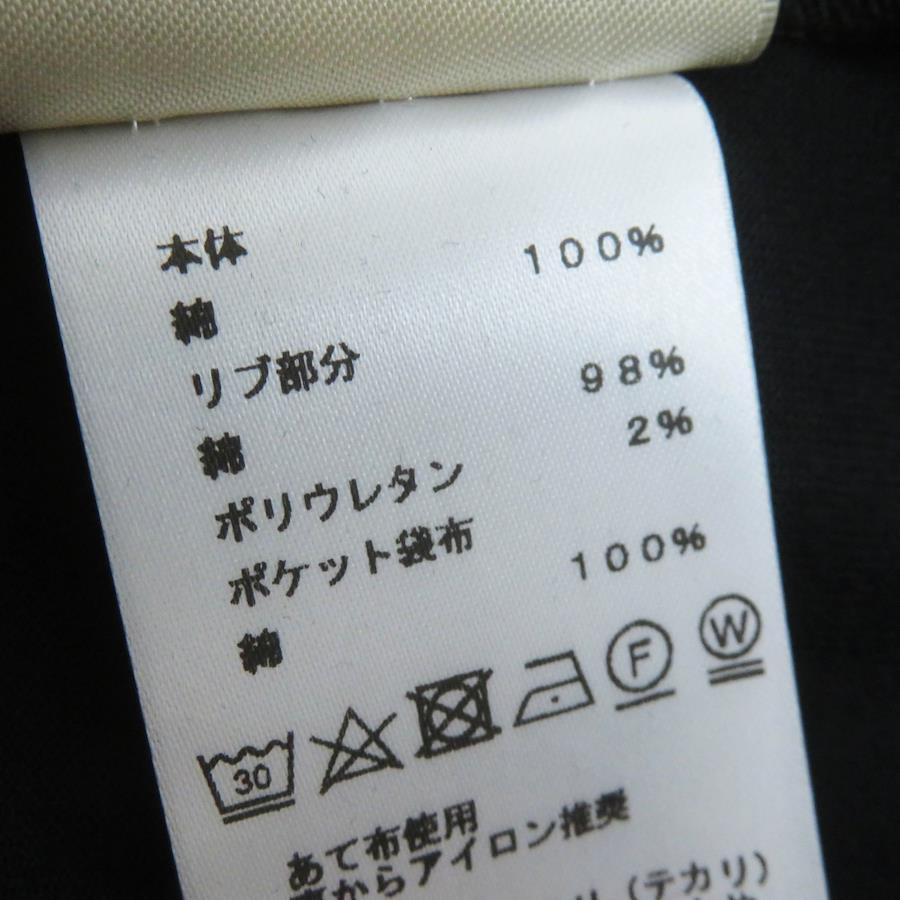 本体
綿 100%
リブ部分
綿 98%
ポリウレタン 2%
ポケット袋布
綿 100%
30 F W
あて布使用
からアイロン推奨
(テカリ)